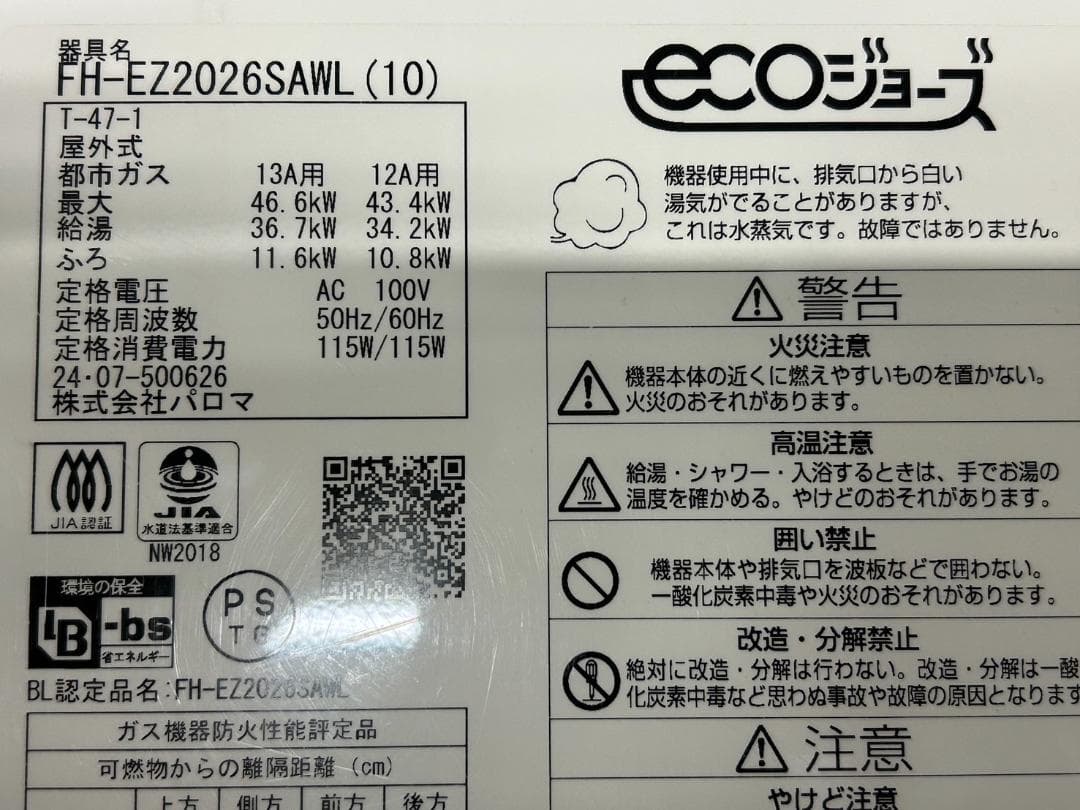 器具名
FH-EZ2026SAWL(10)
T-47-1
屋外式
都市ガス 13A用 12A用
最大 46.6kW 43.4kW
給湯 36.7kW 34.2kW
ふろ 11.6kW 10.8kW
定格電圧 AC 100V
定格周波数 50Hz/60Hz
定格消費電力 115W/115W
24・07-500626
株式会社パロマ
JIA認証
JIA
水道法基準適合
NW2018
環境の保全
BL-bs
省エネルギー
PS
TG
BL認定品名:FH-EZ2026SAWL
ガス機器防火性能評定品
可燃物からの離隔距離 (cm)
上方 側方 前方 後方
ecoジョーズ
機器使用中に、排気口から白い
湯気がでることがありますが、
これは水蒸気です。故障ではありません。
警告
火災注意
機器本体の近くに燃えやすいものを置かない。
火災のおそれがあります。
高温注意
給湯・シャワー・入浴するときは、手でお湯の
温度を確かめる。やけどのおそれがあります。
囲い禁止
機器本体や排気口を波板などで囲わない。
一酸化炭素中毒や火災のおそれがあります。
改造・分解禁止
絶対に改造・分解は行わない。改造・分解は一酸
化炭素中毒など思わぬ事故や故障の原因となります
注意
やけど注意